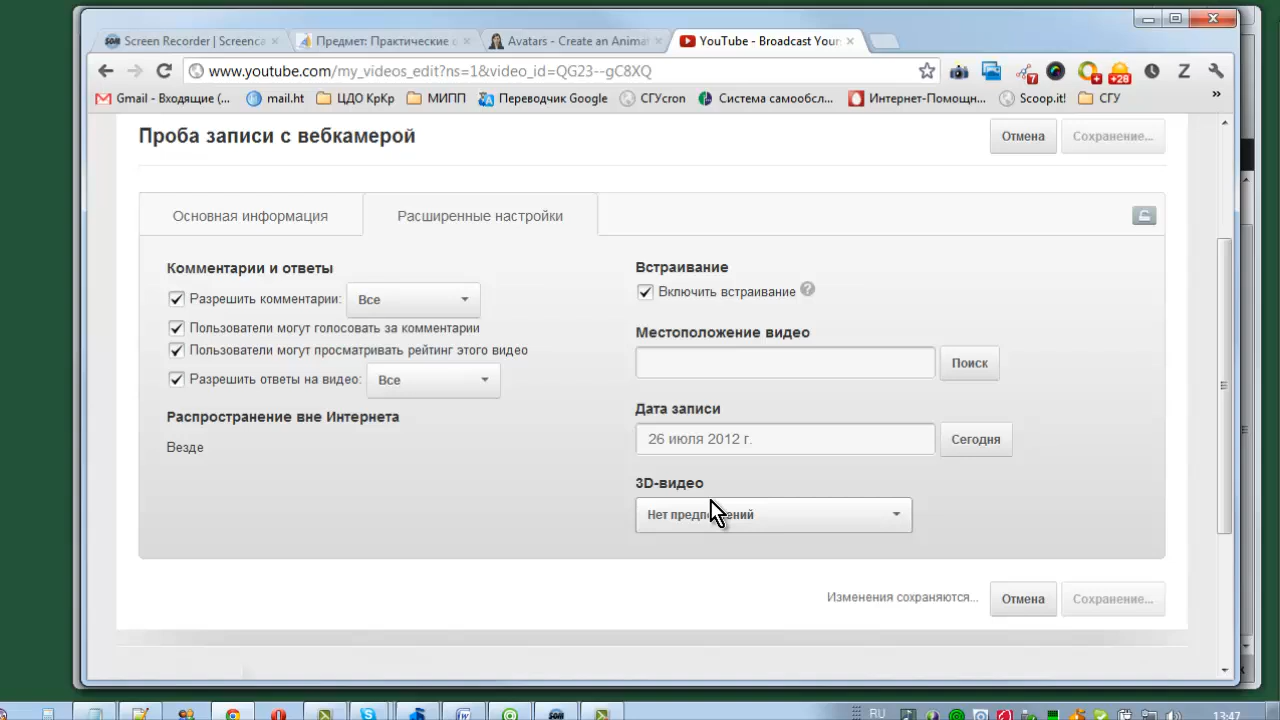 Screen Recorder | Screenca
Предмет: Практические о
Avatars - Create an Animat
YouTube - Broadcast Your
www.youtube.com/my_videos_edit?ns=1&video_id=QG23--gC8XQ
7
+28
Z
Gmail - Входящие (...
mail.ht
ЦДО КрКр
МИПП
Переводчик Google
СГУcron
Система самообсл...
Интернет-Помощн...
Scoop.it!
СГУ
»
Проба записи с вебкамерой
Отмена
Сохранение...
Основная информация
Расширенные настройки
Комментарии и ответы
Разрешить комментарии:
Все
Пользователи могут голосовать за комментарии
Пользователи могут просматривать рейтинг этого видео
Разрешить ответы на видео:
Все
Распространение вне Интернета
Везде
Встраивание
Включить встраивание
?
Местоположение видео
Поиск
Дата записи
26 июля 2012 г.
Сегодня
3D-видео
Нет предпочтений
Изменения сохраняются...
Отмена
Сохранение...
RU
13:47